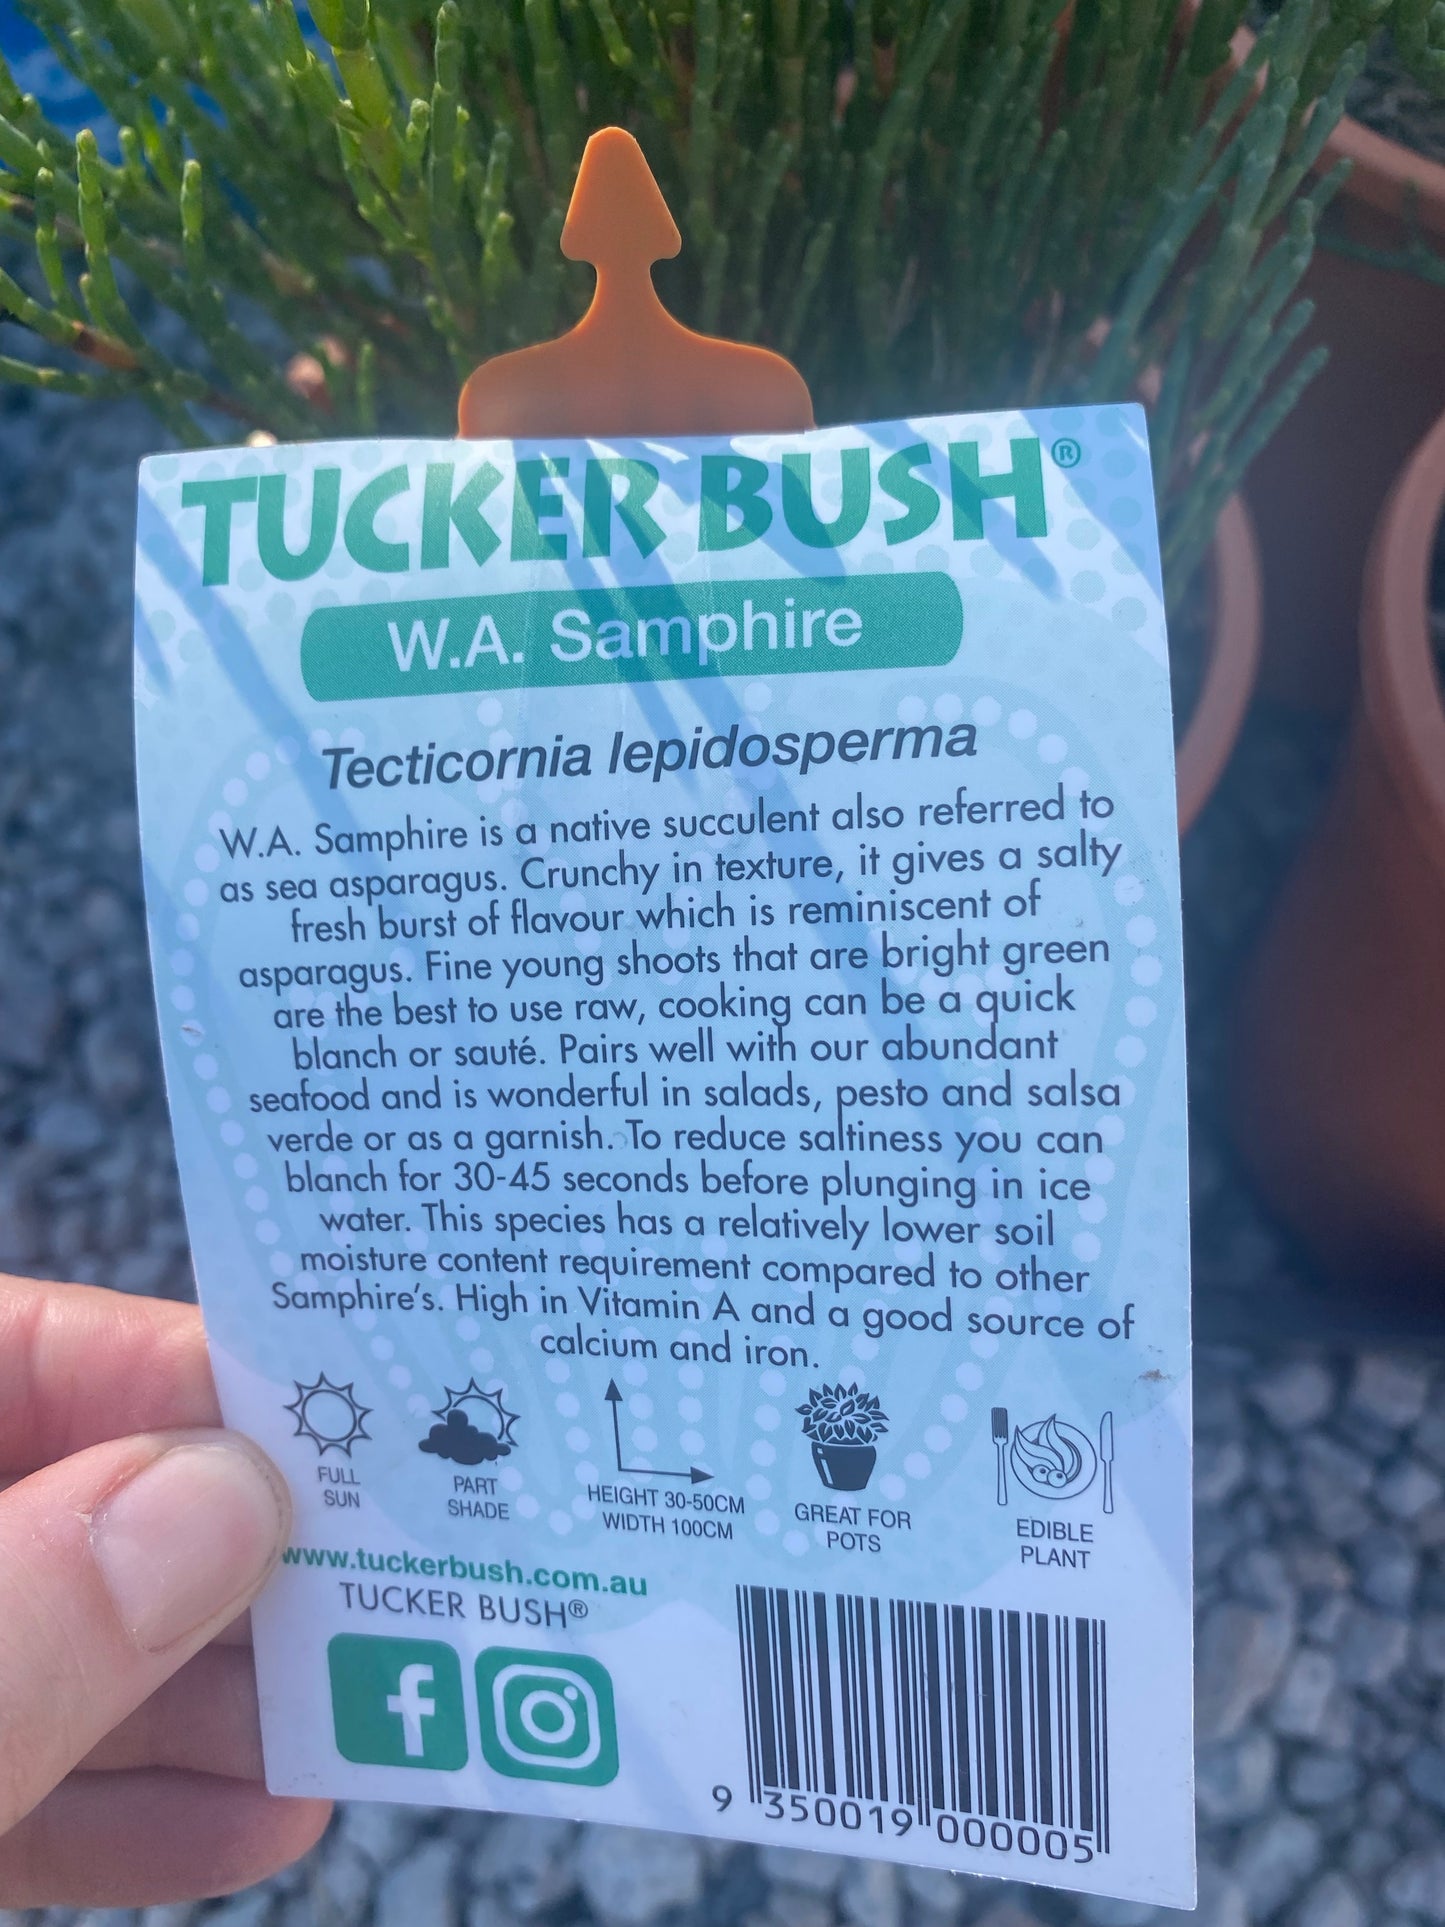 TUCKER BUSH®
W.A. Samphire
Tecticornia lepidosperma
W.A. Samphire is a native succulent also referred to
as sea asparagus. Crunchy in texture, it gives a salty
fresh burst of flavour which is reminiscent of
asparagus. Fine young shoots that are bright green
are the best to use raw, cooking can be a quick
blanch or sauté. Pairs well with our abundant
seafood and is wonderful in salads, pesto and salsa
verde or as a garnish. To reduce saltiness you can
blanch for 30-45 seconds before plunging in ice
water. This species has a relatively lower soil
moisture content requirement compared to other
Samphire's. High in Vitamin A and a good source of
calcium and iron.
FULL
SUN
PART
SHADE
HEIGHT 30-50CM
WIDTH 100CM
GREAT FOR
POTS
EDIBLE
PLANT
www.tuckerbush.com.au
TUCKER BUSH®
f
9 350019 000005